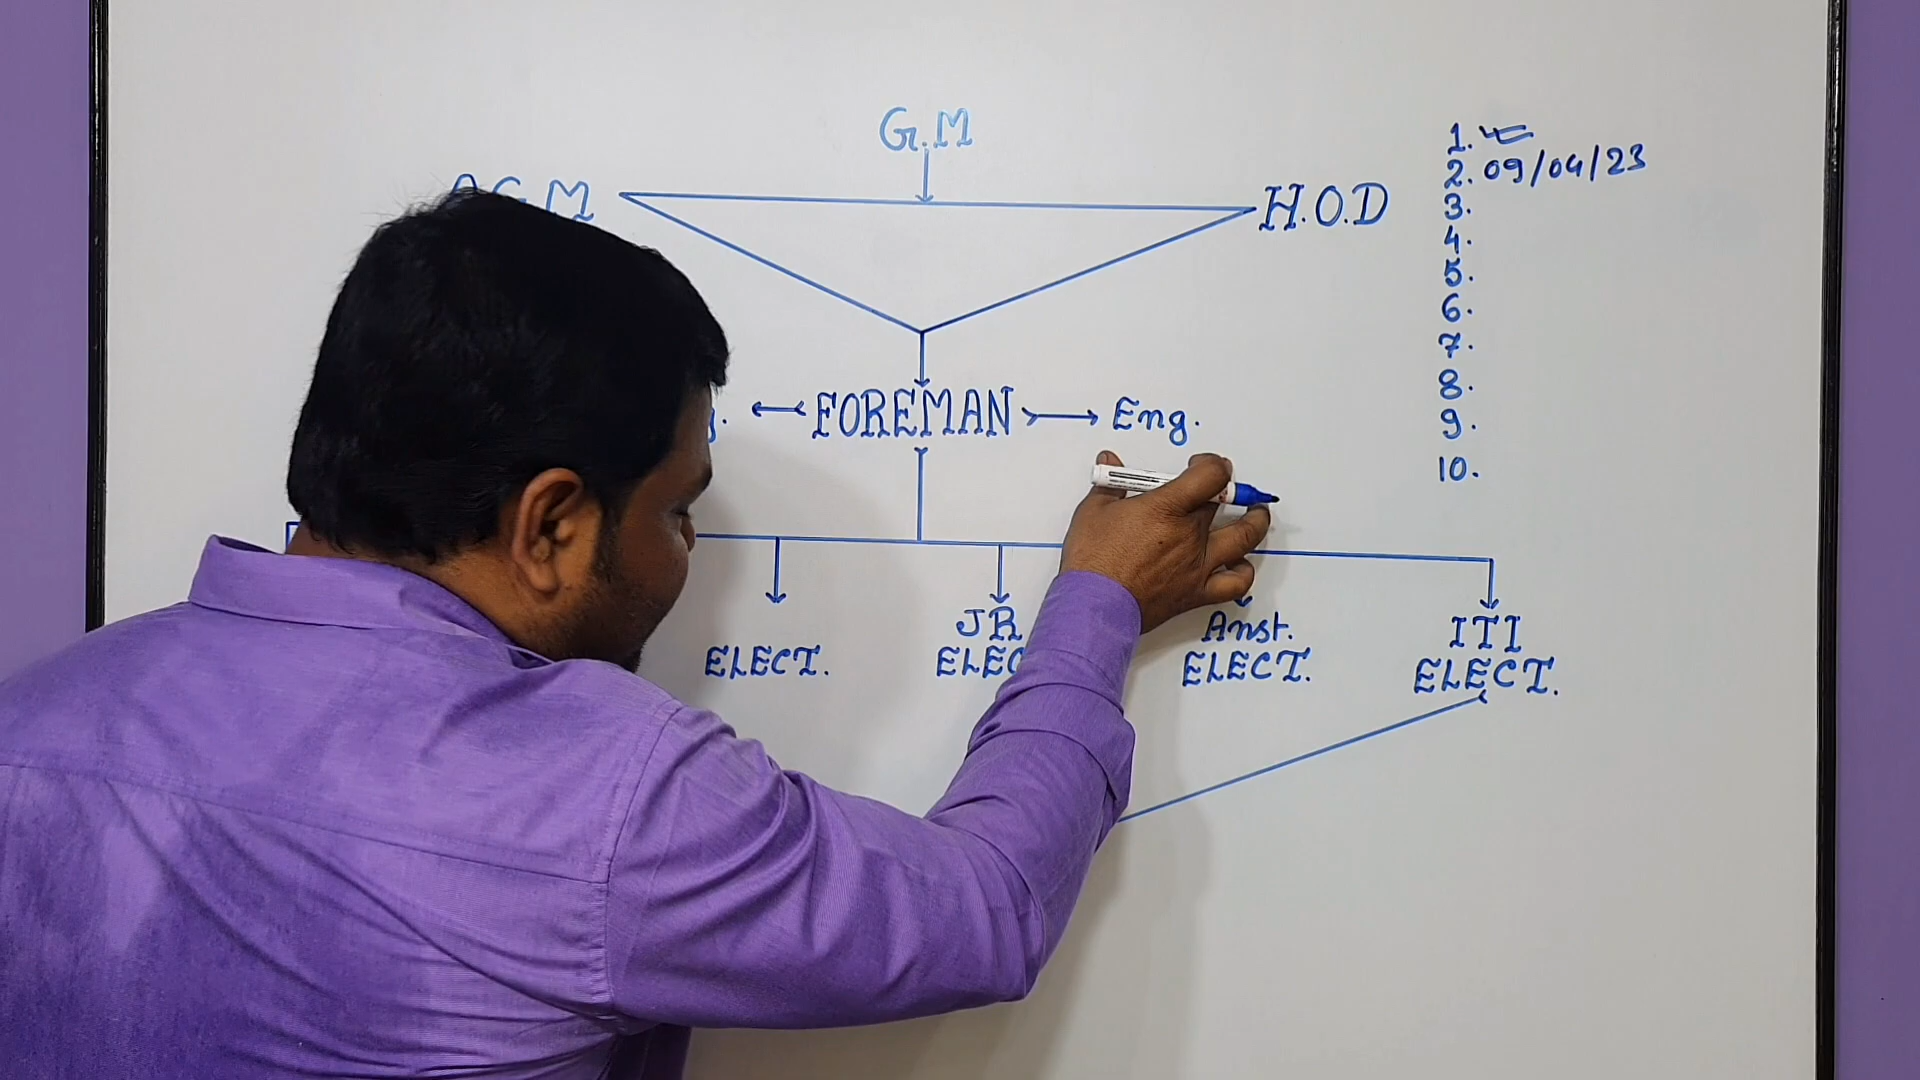 G.M
H.O.D
FOREMAN
Eng.
ELECT.
JR
Anst.
ELECT.
ITI
ELECT.
1.
2. 09/04/23
3.
4.
5.
6.
7.
8.
9.
10.